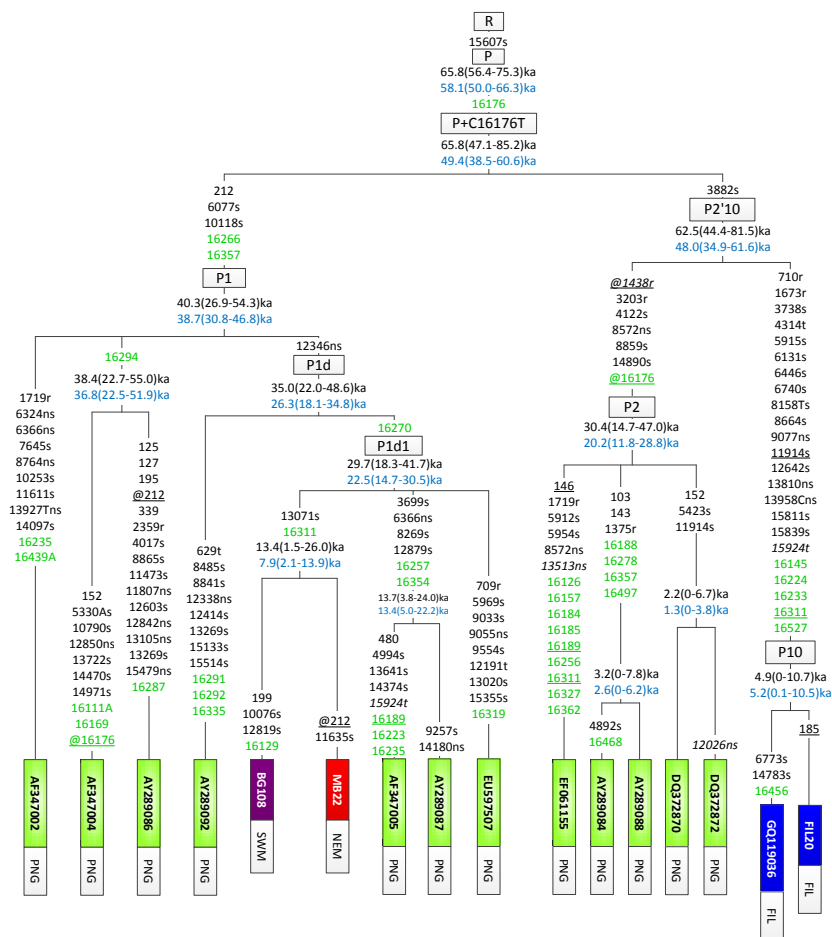 R
15607s
P
65.8(56.4-75.3)ka
58.1(50.0-66.3)ka
16176
P+C16176T
65.8(47.1-85.2)ka
49.4(38.5-60.6)ka
212
6077s
10118s
16266
16357
P1
40.3(26.9-54.3)ka
38.7(30.8-46.8)ka
1719r
6324ns
6366ns
7645s
8764ns
10253s
11611s
13927Tns
14097s
16235
16439A
AF347002
PNG
16294
38.4(22.7-55.0)ka
36.8(22.5-51.9)ka
152
5330As
10790s
12850ns
13722s
14470s
14971s
16111A
16169
@16176
AF347004
PNG
125
127
195
@212
339
2359r
4017s
8865s
11473s
11807ns
12603s
12842ns
13105ns
13269s
15479ns
16287
AY289086
PNG
12346ns
P1d
35.0(22.0-48.6)ka
26.3(18.1-34.8)ka
629t
8485s
8841s
12338ns
12414s
13269s
15133s
15514s
16291
16292
16335
AY289092
PNG
16270
P1d1
29.7(18.3-41.7)ka
22.5(14.7-30.5)ka
13071s
16311
13.4(1.5-26.0)ka
7.9(2.1-13.9)ka
199
10076s
12819s
16129
BG108
SWM
@212
11635s
MB22
NEM
3699s
6366ns
8269s
12879s
16257
16354
13.7(3.8-24.0)ka
13.4(5.0-22.2)ka
480
4994s
13641s
14374s
15924t
16189
16223
16235
AF347005
PNG
9257s
14180ns
AY289087
PNG
709r
5969s
9033s
9055ns
9554s
12191t
13020s
15355s
16319
EU597507
PNG
3882s
P2'10
62.5(44.4-81.5)ka
48.0(34.9-61.6)ka
@1438r
3203r
4122s
8572ns
8859s
14890s
@16176
P2
30.4(14.7-47.0)ka
20.2(11.8-28.8)ka
146
1719r
5912s
5954s
8572ns
13513ns
16126
16157
16184
16185
16189
16256
16311
16327
16362
EF061155
PNG
103
143
1375r
16188
16278
16357
16497
3.2(0-7.8)ka
2.6(0-6.2)ka
4892s
16468
AY289084
PNG
AY289088
PNG
152
5423s
11914s
2.2(0-6.7)ka
1.3(0-3.8)ka
DQ372870
PNG
12026ns
DQ372872
PNG
710r
1673r
3738s
4314t
5915s
6131s
6446s
6740s
8158Ts
8664s
9077ns
11914s
12642s
13810ns
13958Cns
15811s
15839s
15924t
16145
16224
16233
16311
16527
P10
4.9(0-10.7)ka
5.2(0.1-10.5)ka
6773s
14783s
16456
GQ119036
FIL
185
FIL20
FIL